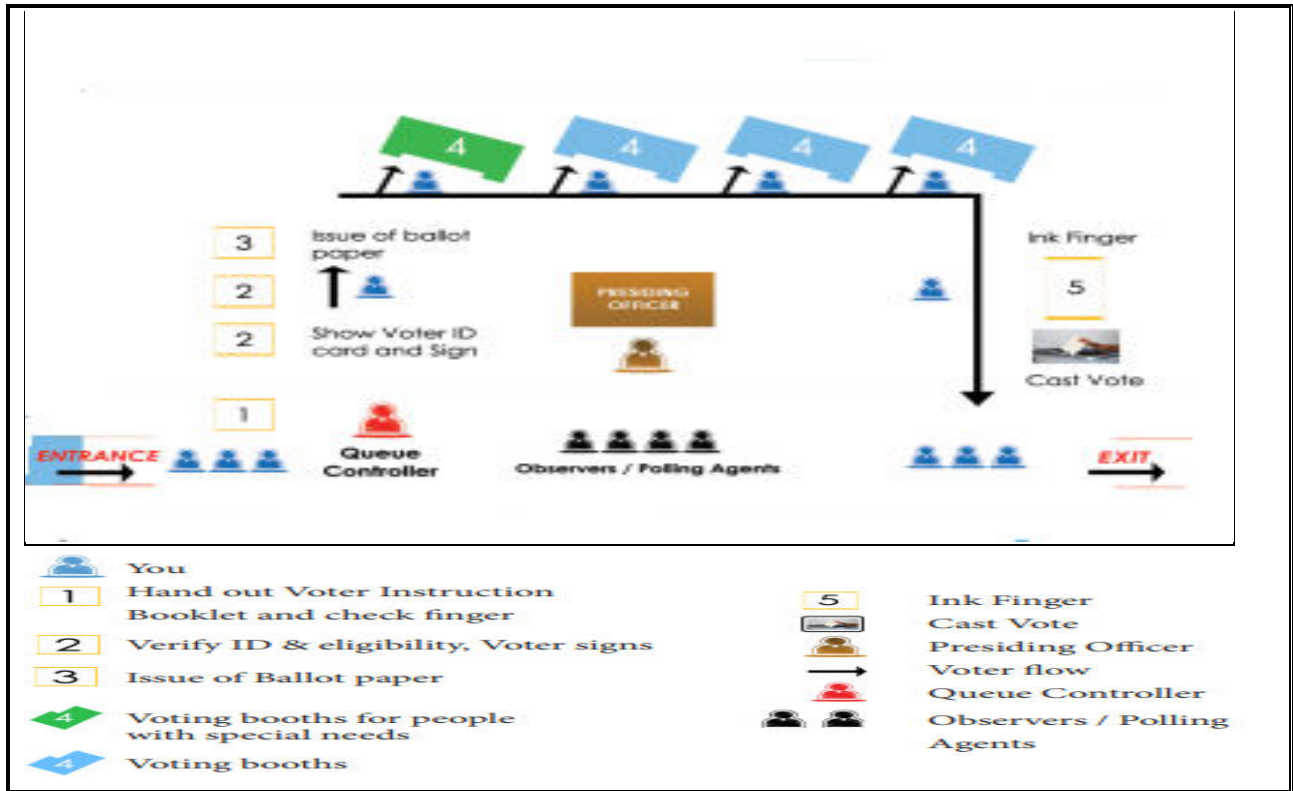 4 4 4 4
3 Issue of ballot
paper
Ink Finger
2 PRESIDING
OFFICER 5
2 Show Voter ID
card and Sign
Cast Vote
1
ENTRANCE Queue
Controller Observers / Polling Agents EXIT
You
1 Hand out Voter Instruction
Booklet and check finger
2 Verify ID & eligibility, Voter signs
3 Issue of Ballot paper
4 Voting booths for people
with special needs
4 Voting booths
5 Ink Finger
Cast Vote
Presiding Officer
Voter flow
Queue Controller
Observers / Polling
Agents